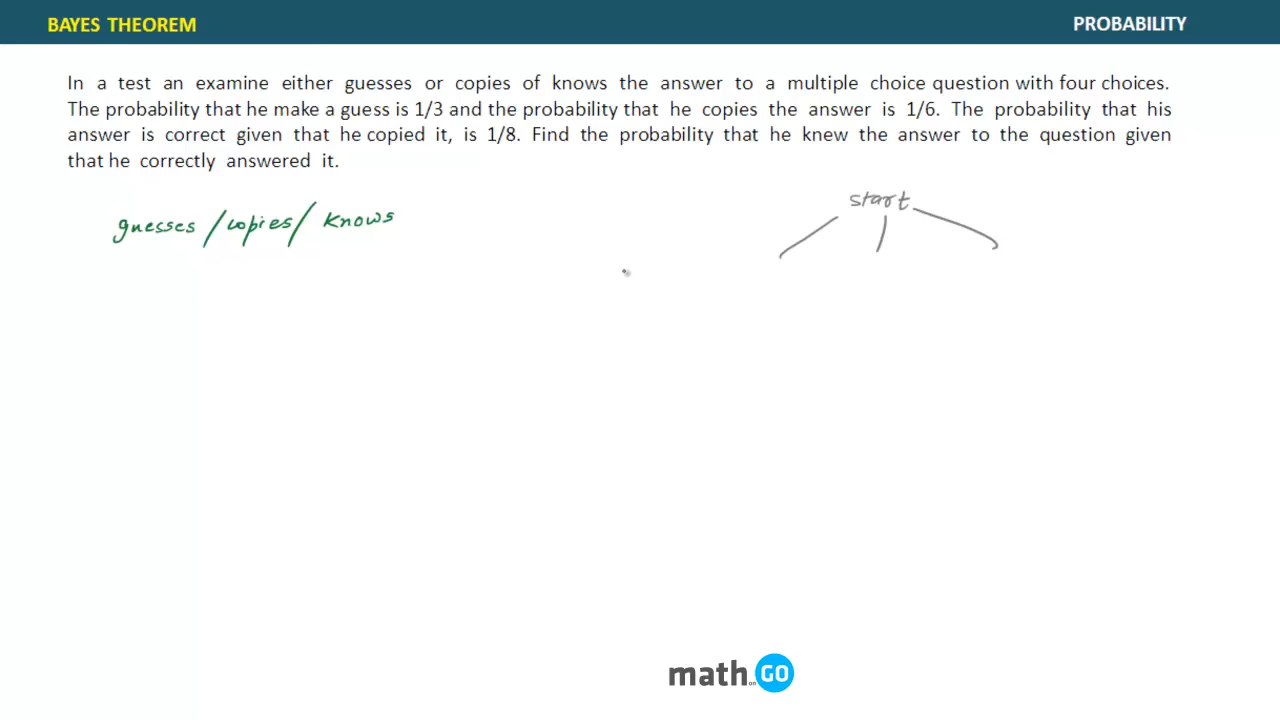 BAYES THEOREM
PROBABILITY
In a test an examine either guesses or copies of knows the answer to a multiple choice question with four choices.
The probability that he make a guess is 1/3 and the probability that he copies the answer is 1/6. The probability that his
answer is correct given that he copied it, is 1/8. Find the probability that he knew the answer to the question given
that he correctly answered it.
start
guesses / copies / knows
math on GO